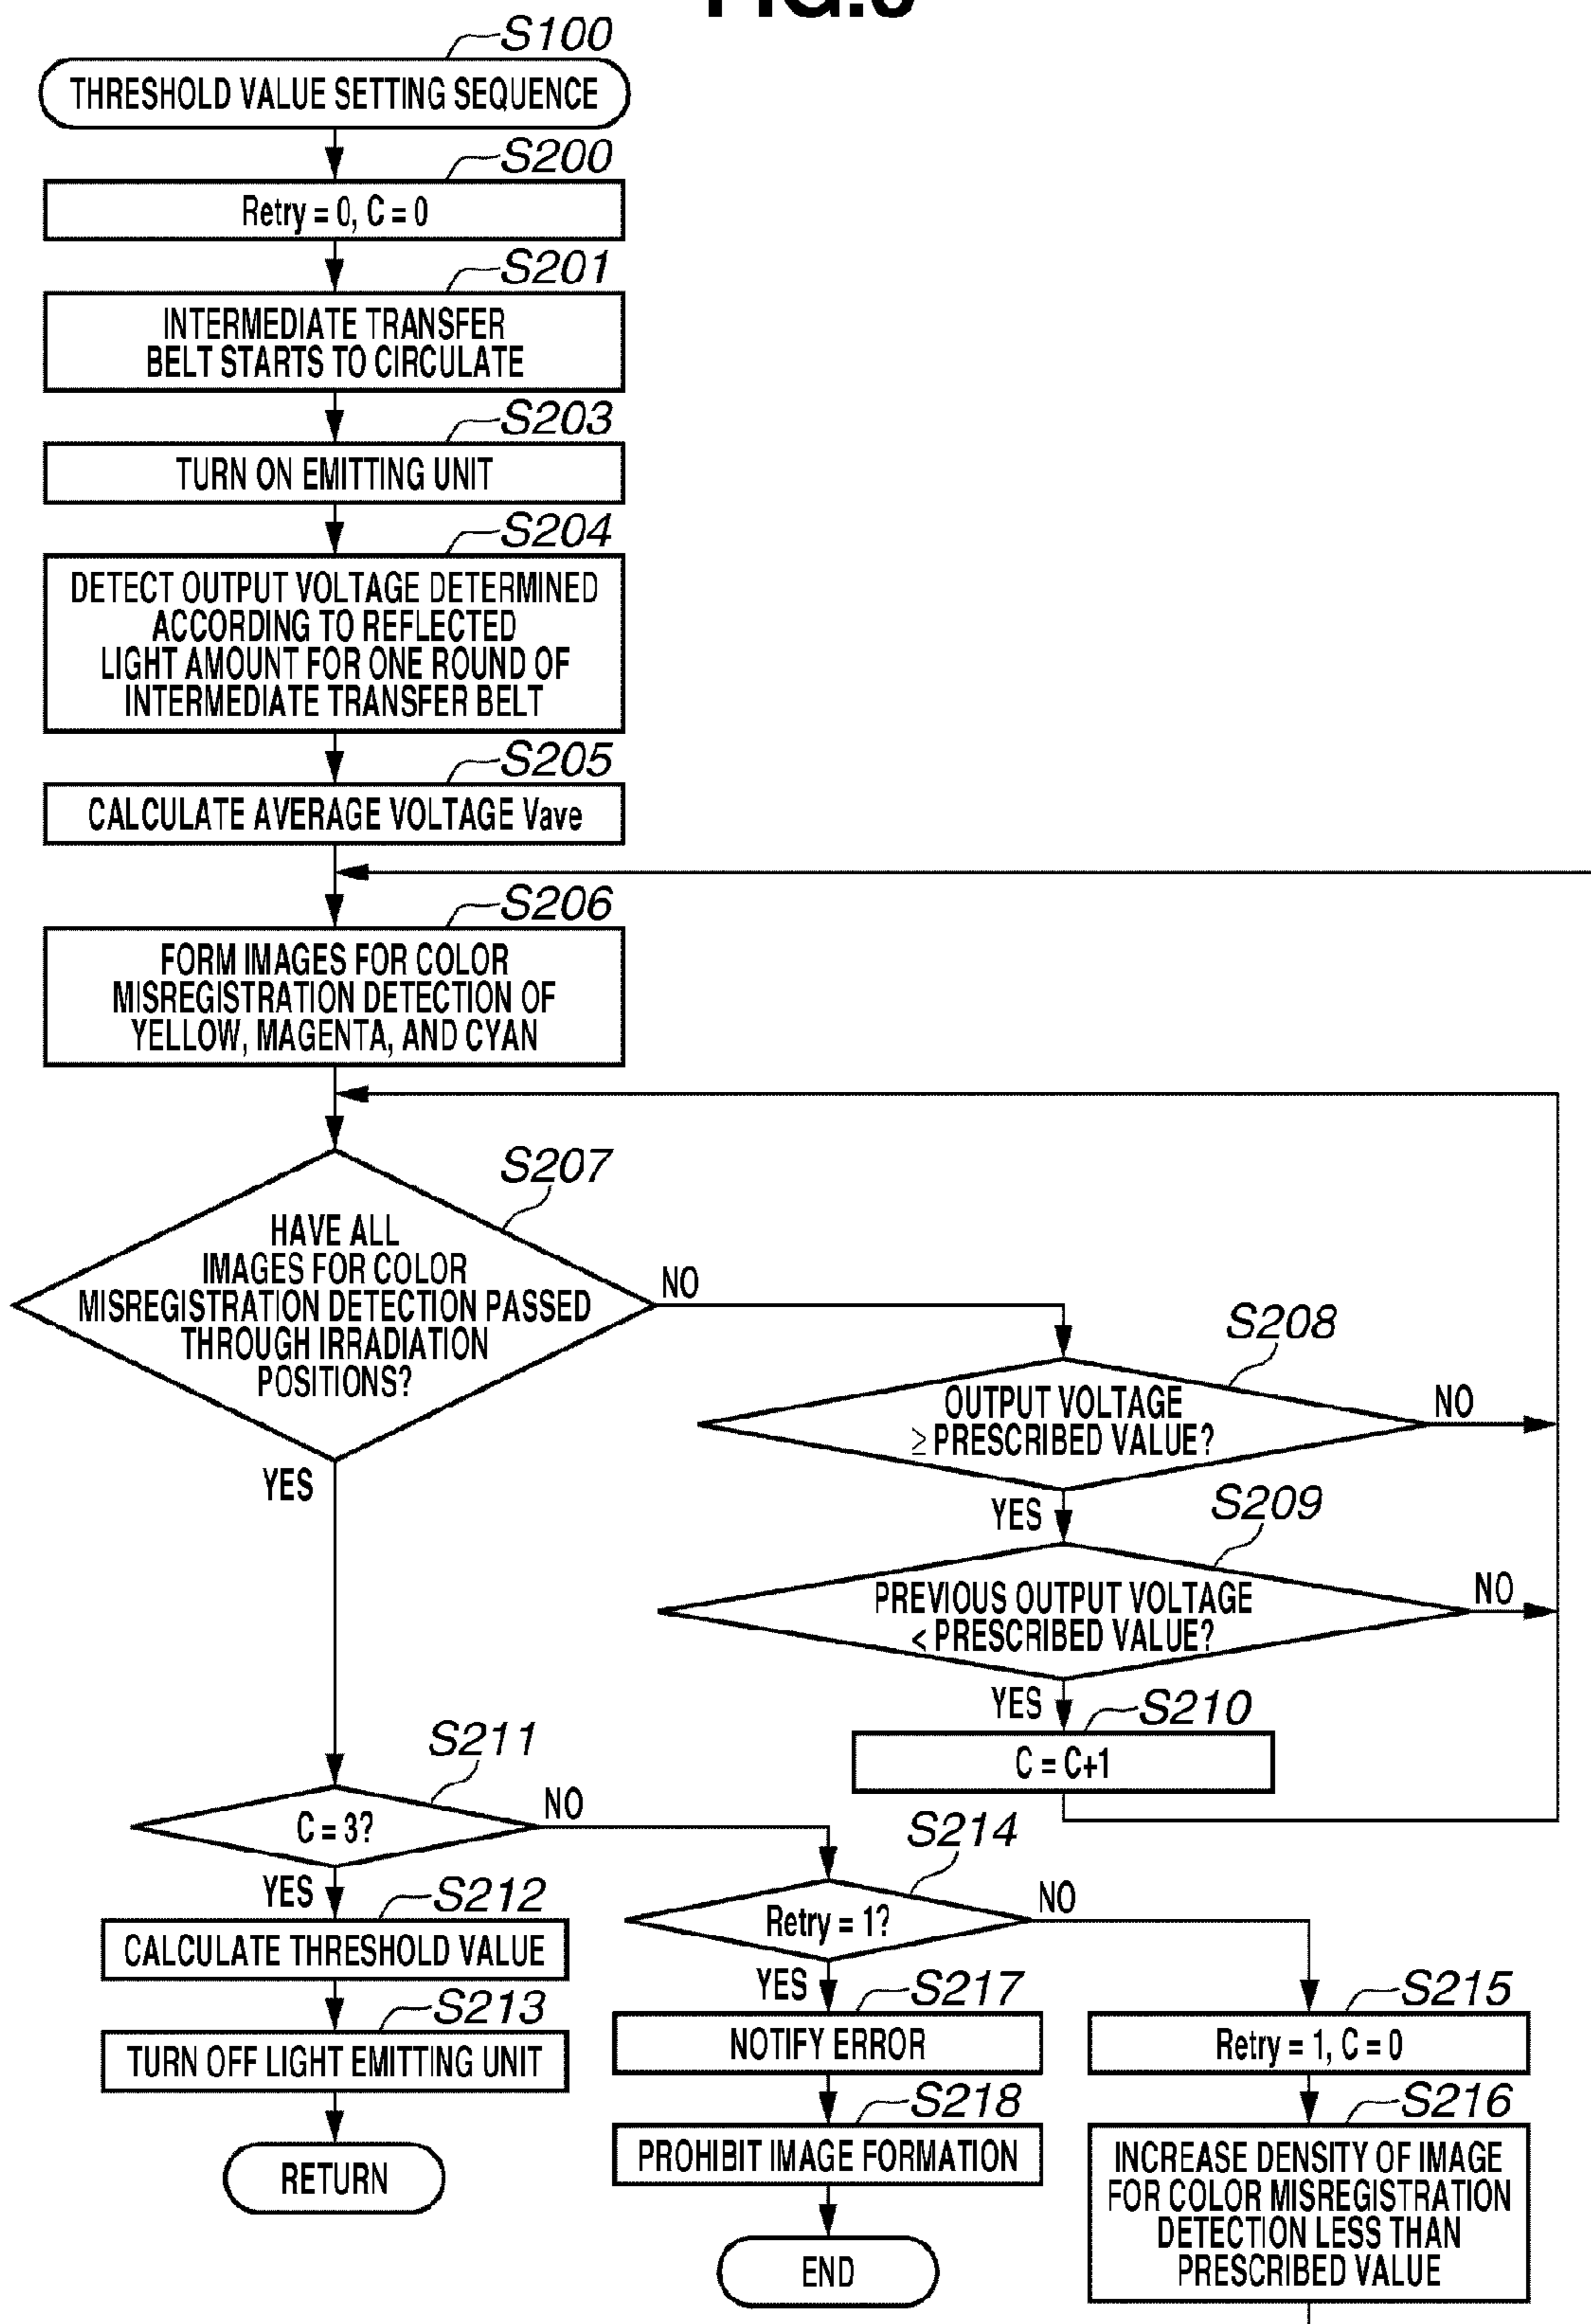 S100
THRESHOLD VALUE SETTING SEQUENCE
S200
Retry = 0, C = 0
S201
INTERMEDIATE TRANSFER
BELT STARTS TO CIRCULATE
S203
TURN ON EMITTING UNIT
S204
DETECT OUTPUT VOLTAGE DETERMINED
ACCORDING TO REFLECTED
LIGHT AMOUNT FOR ONE ROUND OF
INTERMEDIATE TRANSFER BELT
S205
CALCULATE AVERAGE VOLTAGE Vave
S206
FORM IMAGES FOR COLOR
MISREGISTRATION DETECTION OF
YELLOW, MAGENTA, AND CYAN
S207
HAVE ALL
IMAGES FOR COLOR
MISREGISTRATION DETECTION PASSED
THROUGH IRRADIATION
POSITIONS?
NO
YES
S208
OUTPUT VOLTAGE
≥ PRESCRIBED VALUE?
NO
YES
S209
PREVIOUS OUTPUT VOLTAGE
< PRESCRIBED VALUE?
NO
YES
S210
C = C+1
S211
C = 3?
NO
YES
S212
CALCULATE THRESHOLD VALUE
S213
TURN OFF LIGHT EMITTING UNIT
RETURN
S214
Retry = 1?
NO
YES
S217
NOTIFY ERROR
S218
PROHIBIT IMAGE FORMATION
END
S215
Retry = 1, C = 0
S216
INCREASE DENSITY OF IMAGE
FOR COLOR MISREGISTRATION
DETECTION LESS THAN
PRESCRIBED VALUE